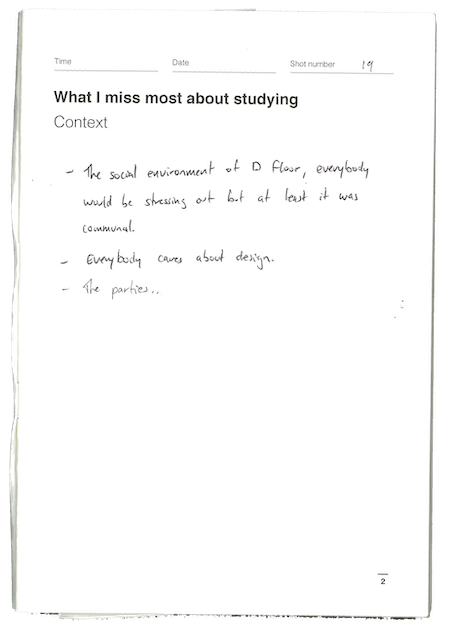 Time Date Shot number 19
What I miss most about studying
Context
- The social environment of D Floor, everybody
would be stressing out but at least it was
communal.
- Everybody cares about design.
- The parties..
2